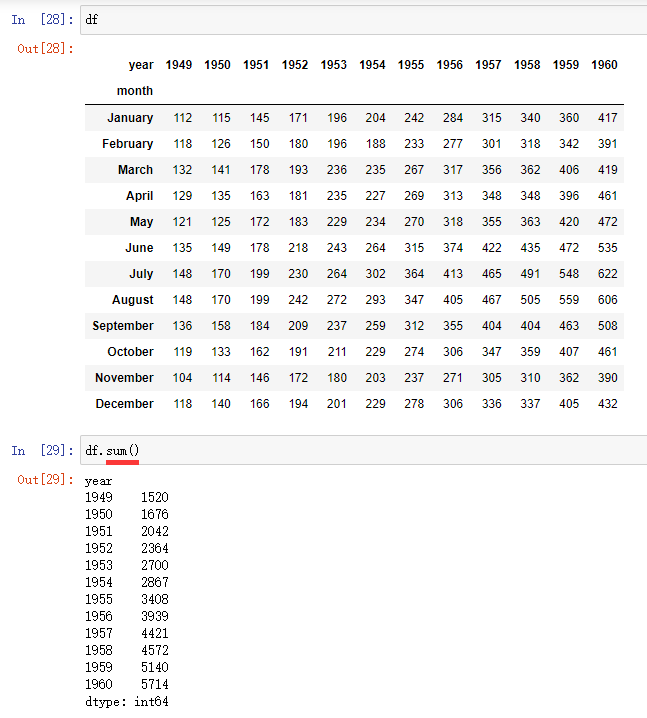 In [28]: df
Out[28]:
year 1949 1950 1951 1952 1953 1954 1955 1956 1957 1958 1959 1960
month
January 112 115 145 171 196 204 242 284 315 340 360 417
February 118 126 150 180 196 188 233 277 301 318 342 391
March 132 141 178 193 236 235 267 317 356 362 406 419
April 129 135 163 181 235 227 269 313 348 348 396 461
May 121 125 172 183 229 234 270 318 355 363 420 472
June 135 149 178 218 243 264 315 374 422 435 472 535
July 148 170 199 230 264 302 364 413 465 491 548 622
August 148 170 199 242 272 293 347 405 467 505 559 606
September 136 158 184 209 237 259 312 355 404 404 463 508
October 119 133 162 191 211 229 274 306 347 359 407 461
November 104 114 146 172 180 203 237 271 305 310 362 390
December 118 140 166 194 201 229 278 306 336 337 405 432
In [29]: df.sum()
Out[29]: year
1949 1520
1950 1676
1951 2042
1952 2364
1953 2700
1954 2867
1955 3408
1956 3939
1957 4421
1958 4572
1959 5140
1960 5714
dtype: int64